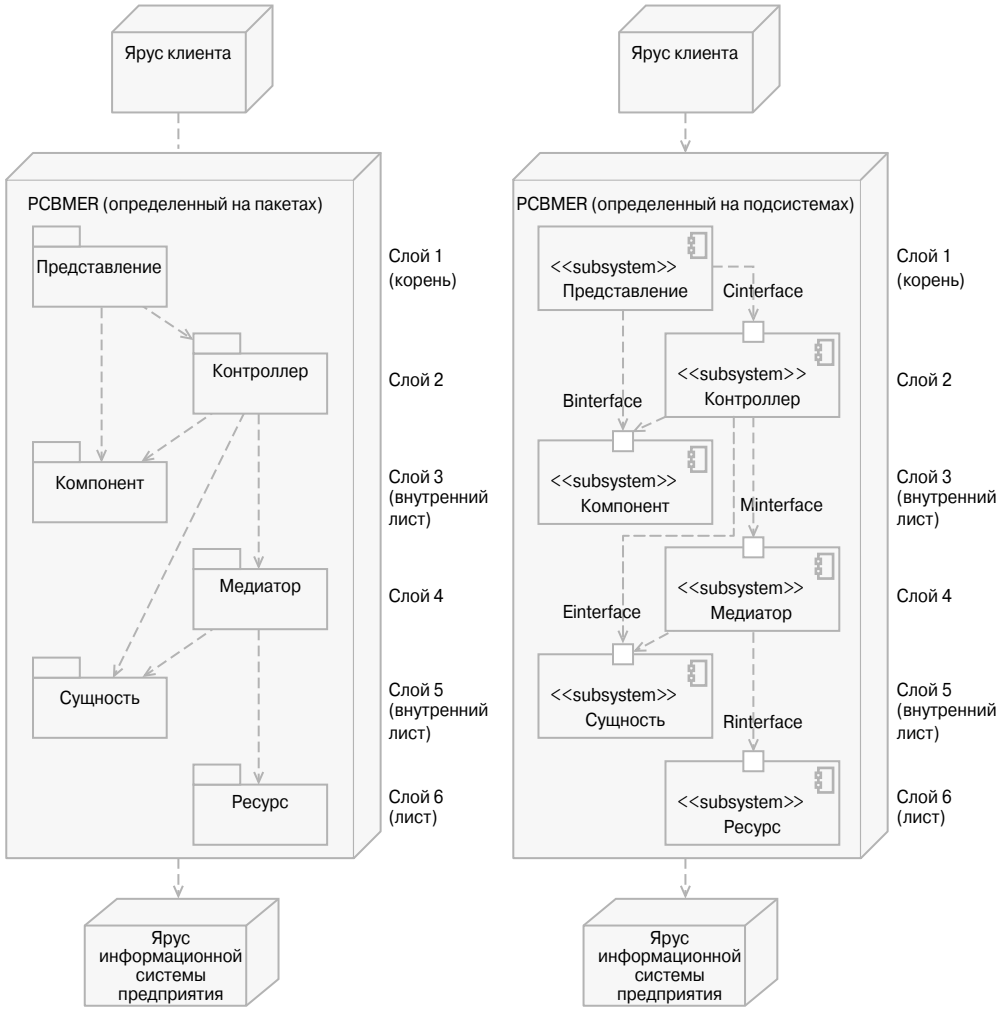 Ярус клиента
PCBMER (определенный на пакетах)
Представление
Слой 1
(корень)
Контроллер
Слой 2
Компонент
Слой 3
(внутренний
лист)
Медиатор
Слой 4
Сущность
Слой 5
(внутренний
лист)
Ресурс
Слой 6
(лист)
Ярус
информационной
системы
предприятия
Ярус клиента
PCBMER (определенный на подсистемах)
<<subsystem>>
Представление
Cinterface
Слой 1
(корень)
<<subsystem>>
Контроллер
Слой 2
Binterface
<<subsystem>>
Компонент
Слой 3
(внутренний
лист)
Minterface
<<subsystem>>
Медиатор
Слой 4
Einterface
<<subsystem>>
Сущность
Слой 5
(внутренний
лист)
Rinterface
<<subsystem>>
Ресурс
Слой 6
(лист)
Ярус
информационной
системы
предприятия